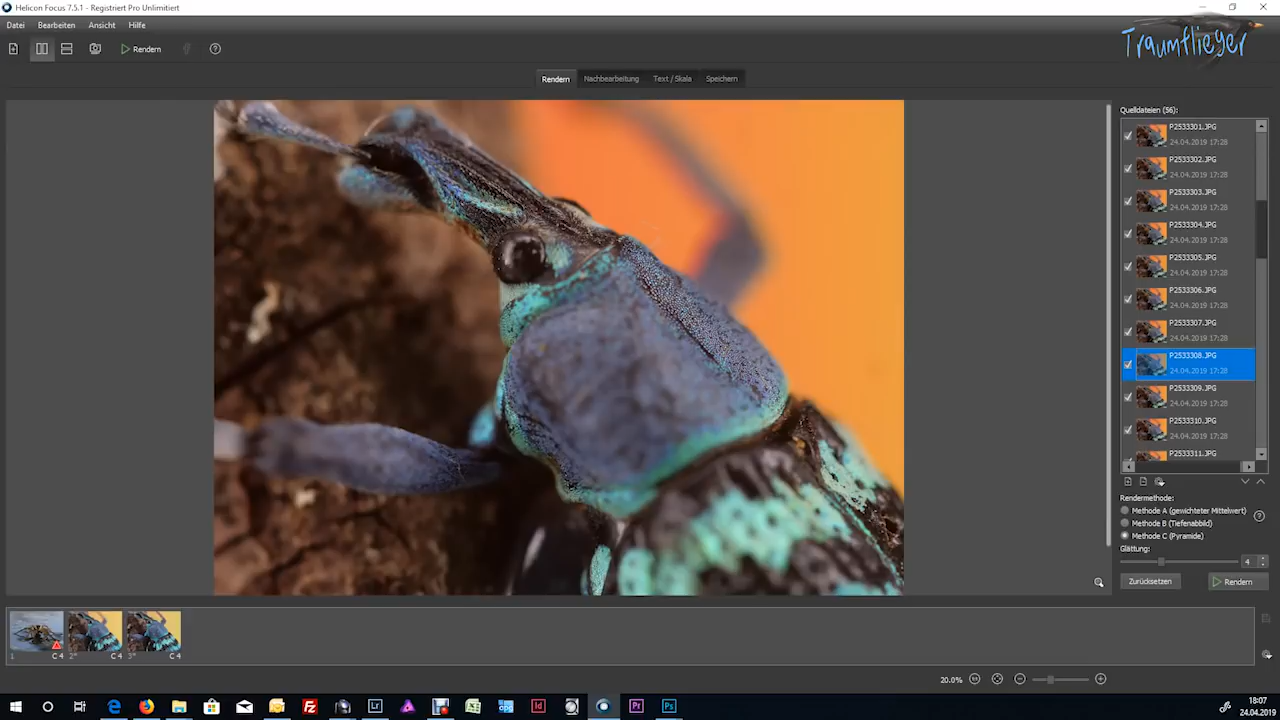 Helicon Focus 7.5.1 - Registriert Pro Unlimitiert
Datei Bearbeiten Ansicht Hilfe
Traumflieger
Rendern
Rendern Nachbearbeitung Text / Skala Speichern
Quelldateien (56):
P2533301.JPG
24.04.2019 17:28
P2533302.JPG
24.04.2019 17:28
P2533303.JPG
24.04.2019 17:28
P2533304.JPG
24.04.2019 17:28
P2533305.JPG
24.04.2019 17:28
P2533306.JPG
24.04.2019 17:28
P2533307.JPG
24.04.2019 17:28
P2533308.JPG
24.04.2019 17:28
P2533309.JPG
24.04.2019 17:28
P2533310.JPG
24.04.2019 17:28
P2533311.JPG
Rendermethode:
Methode A (gewichteter Mittelwert)
Methode B (Tiefenabbild)
Methode C (Pyramide)
Glättung:
4
Zurücksetzen Rendern
1 C 4 2* C 4 3* C 4
20.0%
18:07
24.04.2019